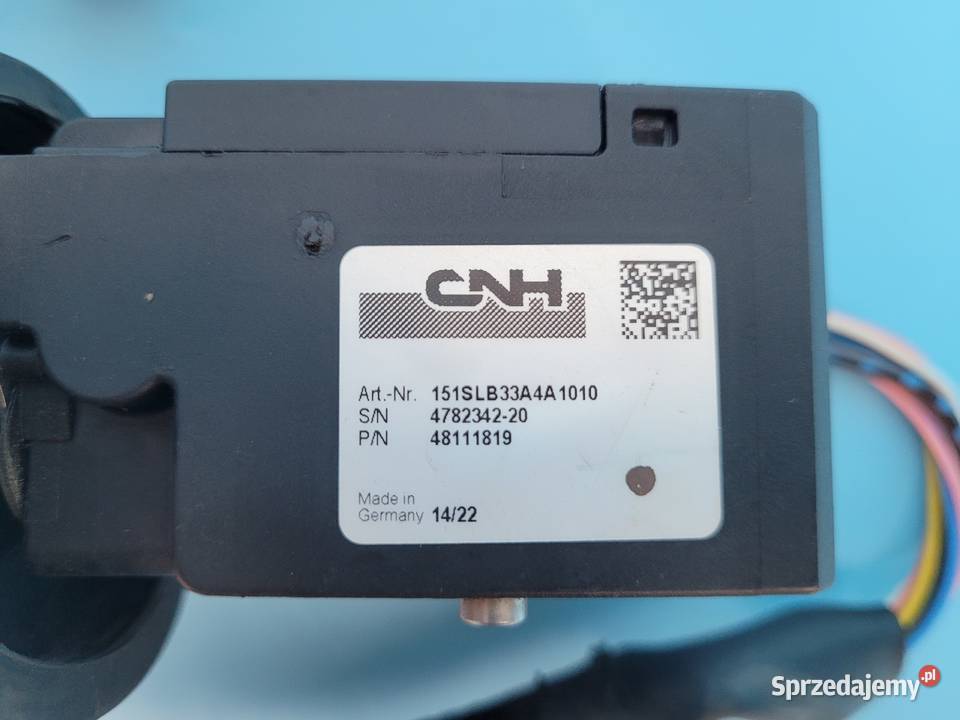 CNH
Art.-Nr. 151SLB33A4A1010
S/N 4782342-20
P/N 48111819
Made in
Germany 14/22
Sprzedajemy.pl